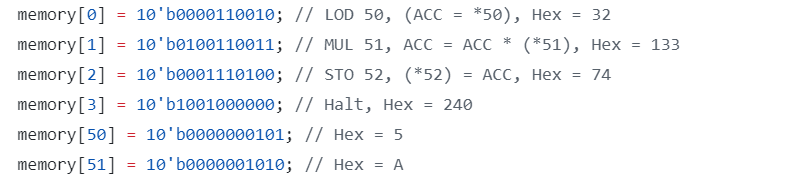 memory[0] = 10'b0000110010; // LOD 50, (ACC = *50), Hex = 32
memory[1] = 10'b0100110011; // MUL 51, ACC = ACC * (*51), Hex = 133
memory[2] = 10'b0001110100; // STO 52, (*52) = ACC, Hex = 74
memory[3] = 10'b1001000000; // Halt, Hex = 240
memory[50] = 10'b0000000101; // Hex = 5
memory[51] = 10'b0000001010; // Hex = A